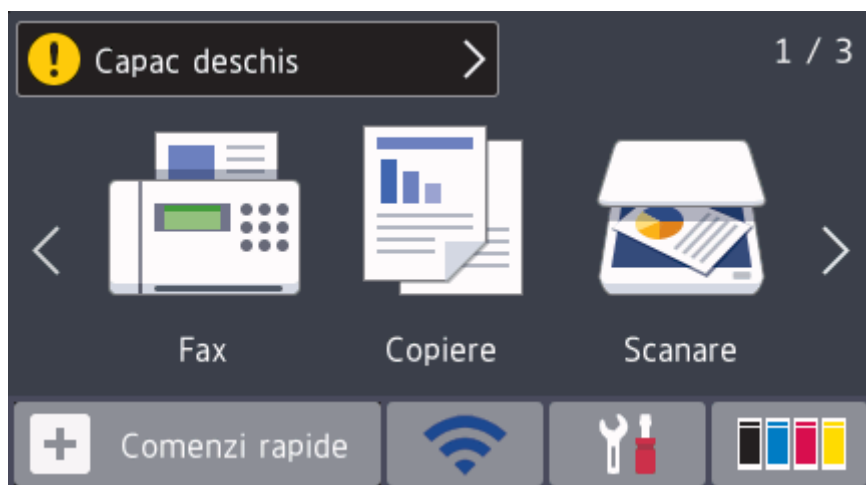 Capac deschis
1 / 3
Fax
Copiere
Scanare
Comenzi rapide